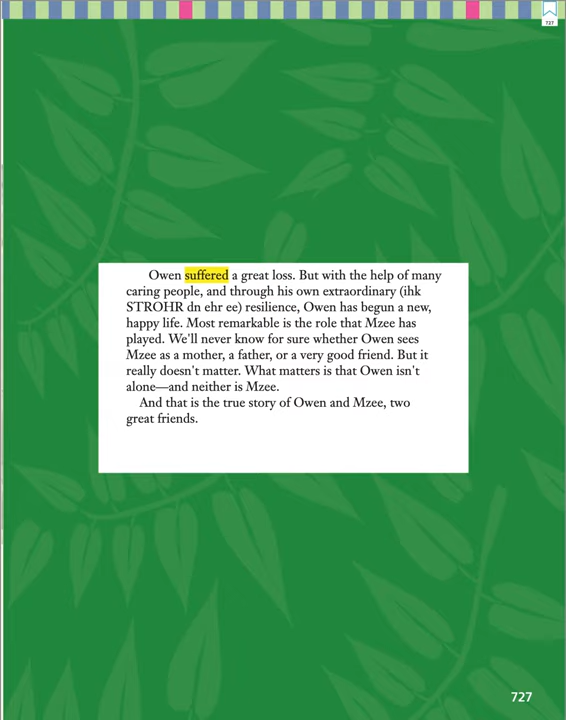 727
Owen suffered a great loss. But with the help of many
caring people, and through his own extraordinary (ihk
STROHR dn ehr ee) resilience, Owen has begun a new,
happy life. Most remarkable is the role that Mzee has
played. We'll never know for sure whether Owen sees
Mzee as a mother, a father, or a very good friend. But it
really doesn't matter. What matters is that Owen isn't
alone—and neither is Mzee.
And that is the true story of Owen and Mzee, two
great friends.
727